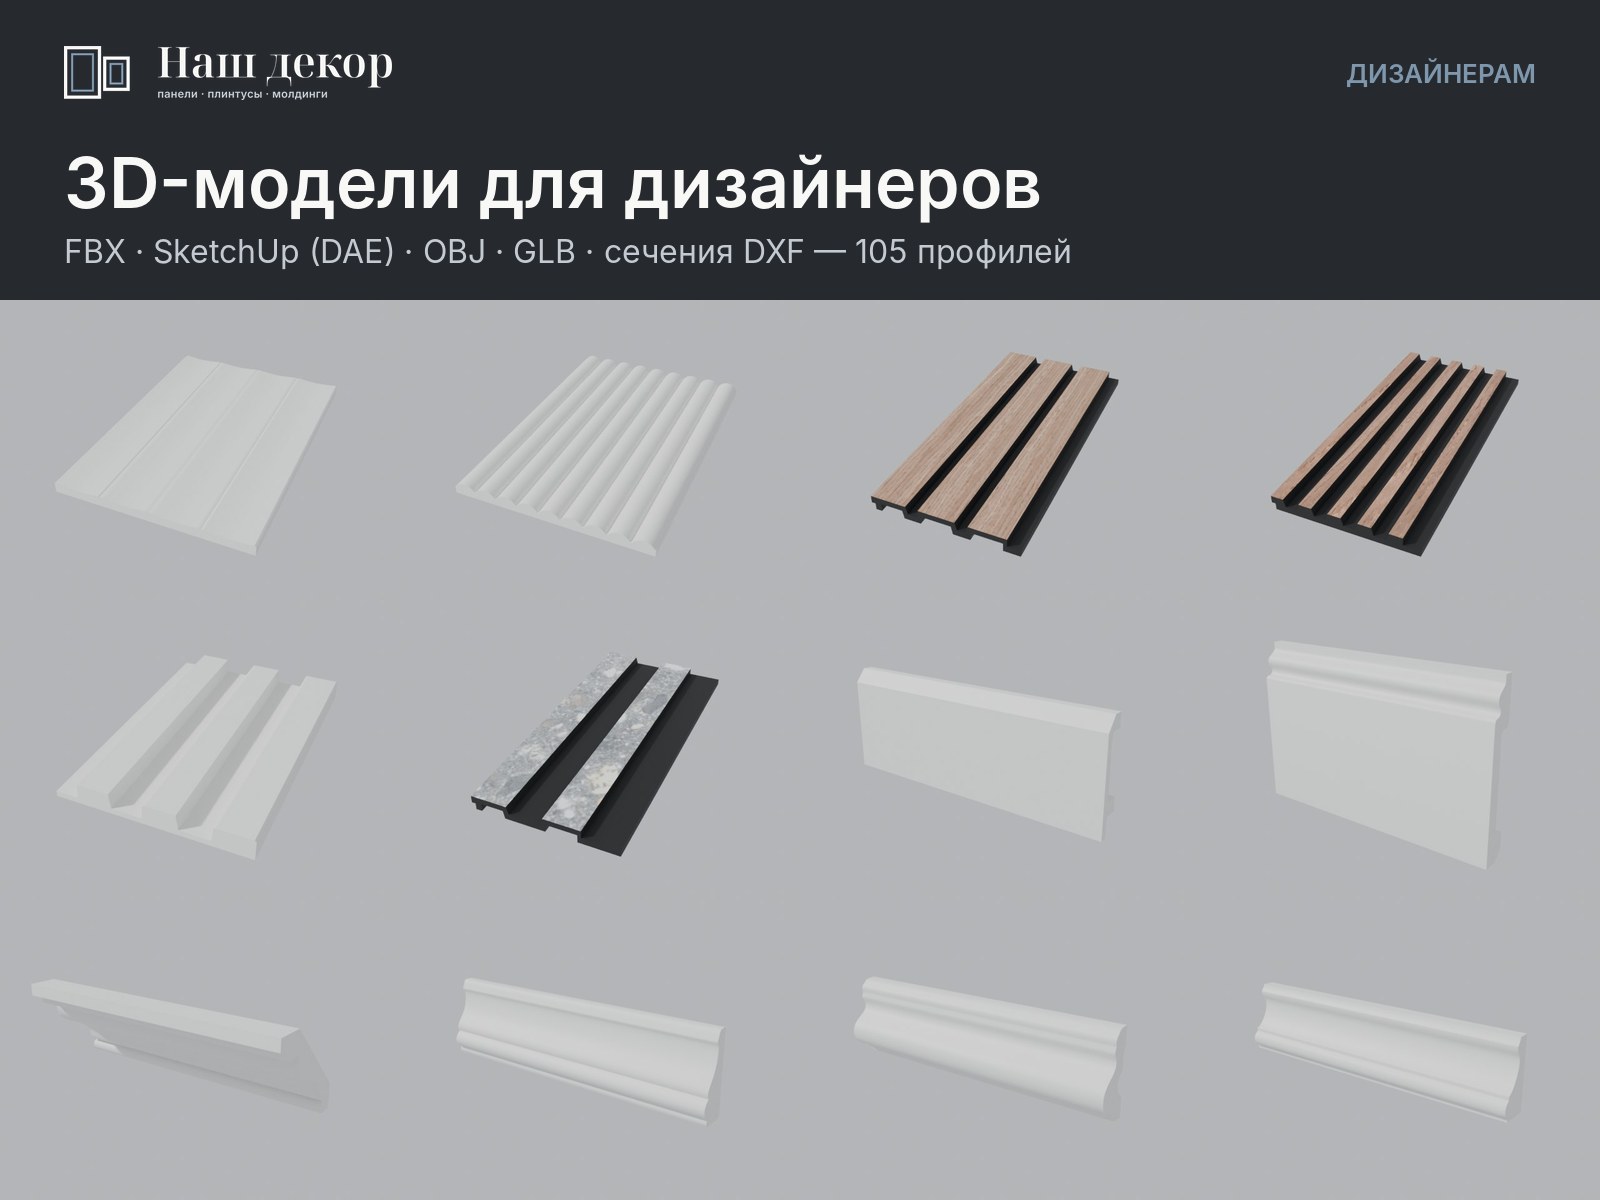 Наш декор
панели · плинтусы · молдинги
ДИЗАЙНЕРАМ
3D-модели для дизайнеров
FBX · SketchUp (DAE) · OBJ · GLB · сечения DXF — 105 профилей